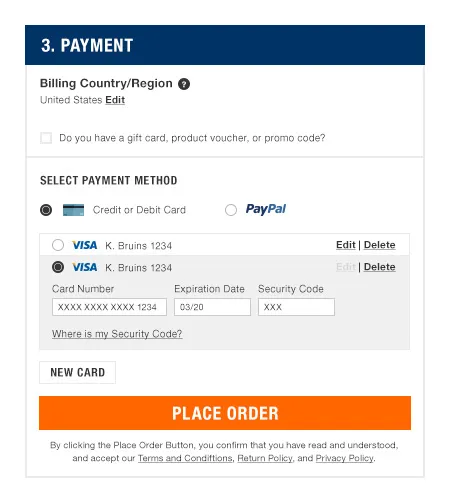 3. PAYMENT
Billing Country/Region ?
United States Edit
Do you have a gift card, product voucher, or promo code?
SELECT PAYMENT METHOD
Credit or Debit Card PayPal
VISA K. Bruins 1234 Edit | Delete
VISA K. Bruins 1234 Edit | Delete
Card Number Expiration Date Security Code
XXXX XXXX XXXX 1234 03/20 XXX
Where is my Security Code?
NEW CARD
PLACE ORDER
By clicking the Place Order Button, you confirm that you have read and understood,
and accept our Terms and Condiftions, Return Policy, and Privacy Policy.